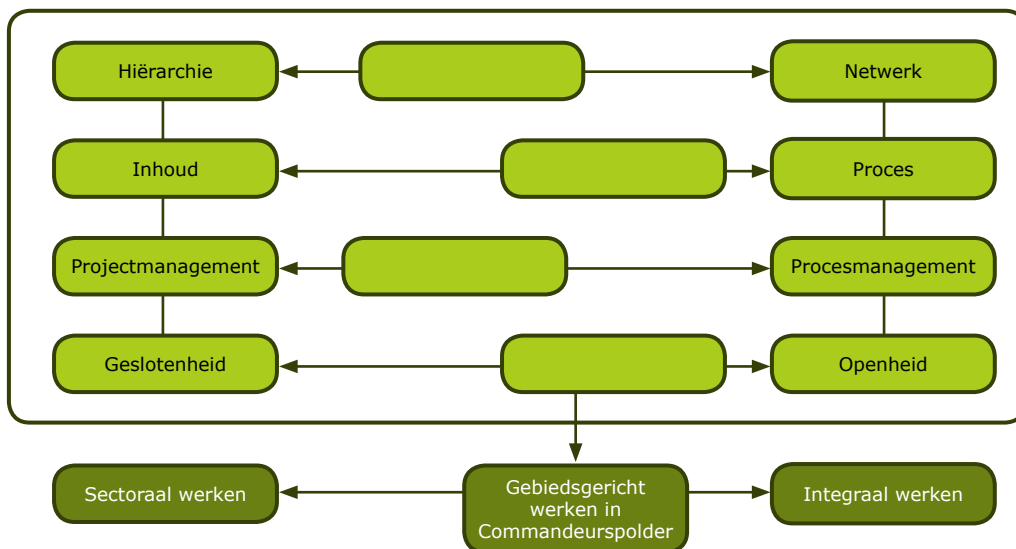 Hiërarchie
Netwerk
Inhoud
Proces
Projectmanagement
Procesmanagement
Geslotenheid
Openheid
Sectoraal werken
Gebiedsgericht
werken in
Commandeurspolder
Integraal werken